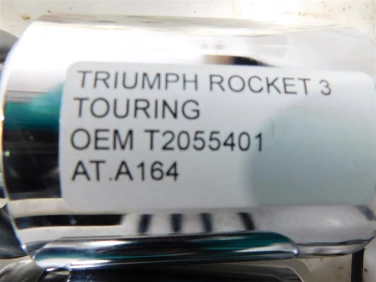 TRIUMPH ROCKET 3
TOURING
OEM T2055401
AT.A164